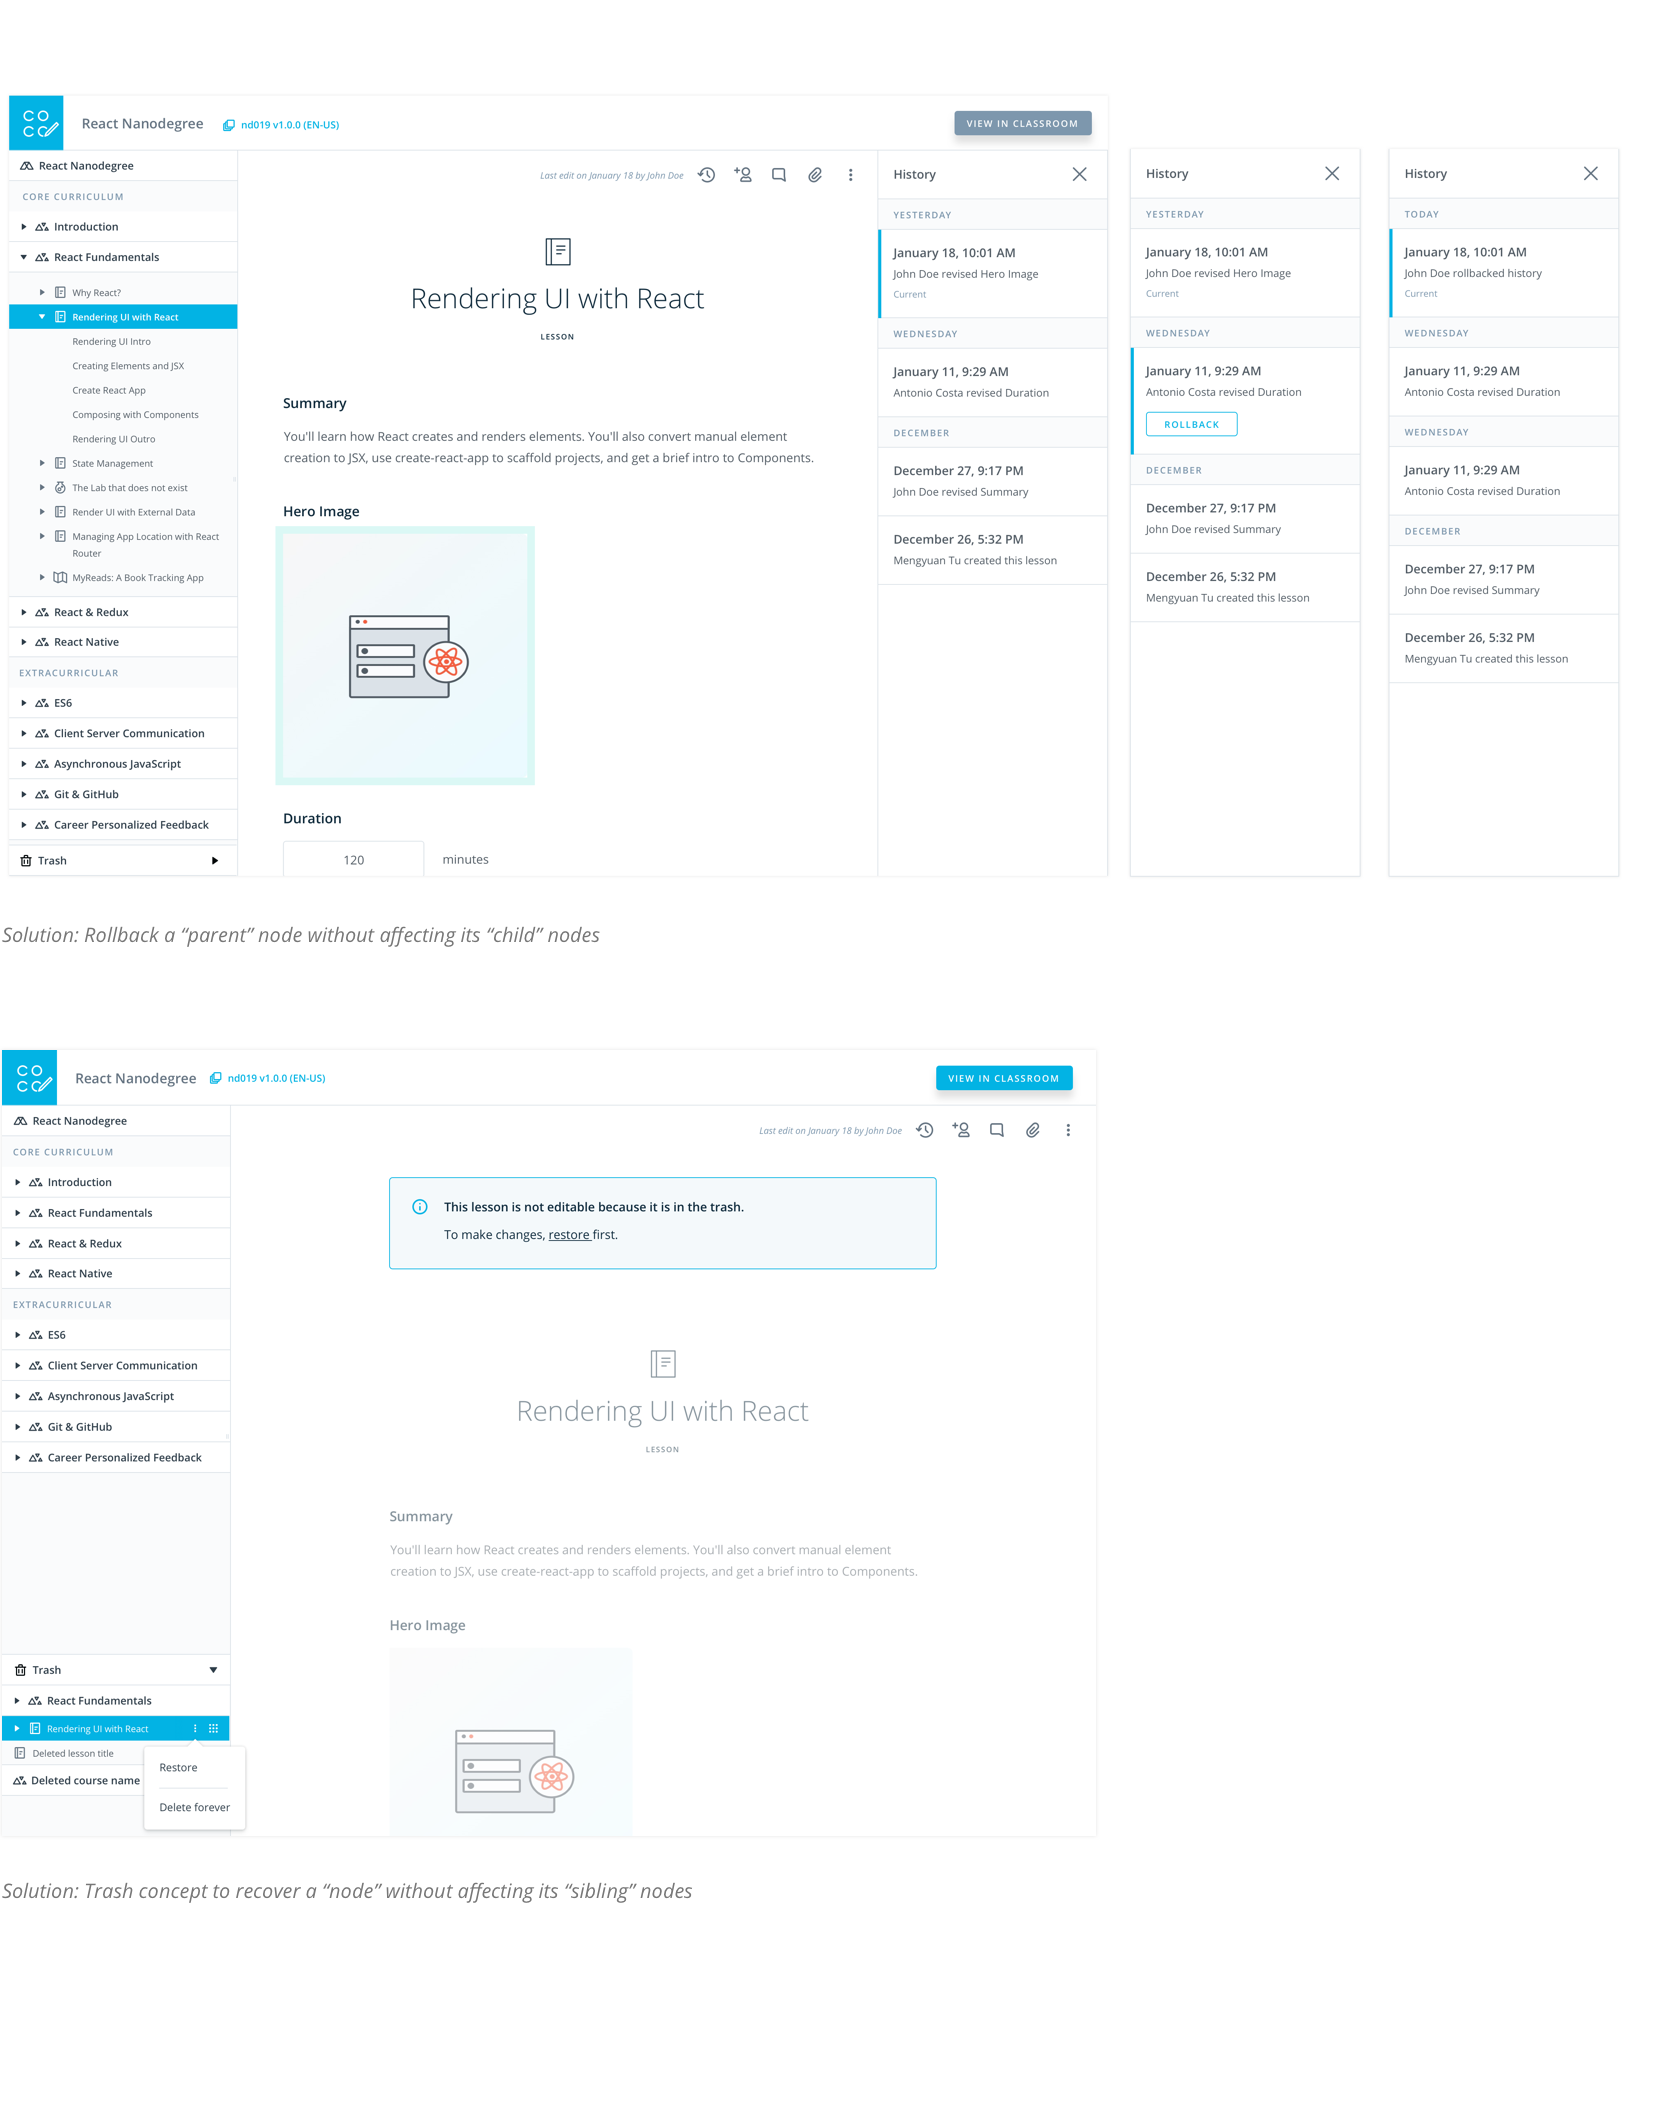 CO
CO
React Nanodegree
nd019 v1.0.0 (EN-US)
VIEW IN CLASSROOM
React Nanodegree
CORE CURRICULUM
Introduction
React Fundamentals
Why React?
Rendering UI with React
Rendering UI Intro
Creating Elements and JSX
Create React App
Composing with Components
Rendering UI Outro
State Management
The Lab that does not exist
Render UI with External Data
Managing App Location with React
Router
MyReads: A Book Tracking App
React & Redux
React Native
EXTRACURRICULAR
ES6
Client Server Communication
Asynchronous JavaScript
Git & GitHub
Career Personalized Feedback
Trash
Last edit on January 18 by John Doe
Rendering UI with React
LESSON
Summary
You'll learn how React creates and renders elements. You'll also convert manual element
creation to JSX, use create-react-app to scaffold projects, and get a brief intro to Components.
Hero Image
Duration
120
minutes
History
YESTERDAY
January 18, 10:01 AM
John Doe revised Hero Image
Current
WEDNESDAY
January 11, 9:29 AM
Antonio Costa revised Duration
DECEMBER
December 27, 9:17 PM
John Doe revised Summary
December 26, 5:32 PM
Mengyuan Tu created this lesson
History
YESTERDAY
January 18, 10:01 AM
John Doe revised Hero Image
Current
WEDNESDAY
January 11, 9:29 AM
Antonio Costa revised Duration
ROLLBACK
DECEMBER
December 27, 9:17 PM
John Doe revised Summary
December 26, 5:32 PM
Mengyuan Tu created this lesson
History
TODAY
January 18, 10:01 AM
John Doe rollbacked history
Current
WEDNESDAY
January 11, 9:29 AM
Antonio Costa revised Duration
WEDNESDAY
January 11, 9:29 AM
Antonio Costa revised Duration
DECEMBER
December 27, 9:17 PM
John Doe revised Summary
December 26, 5:32 PM
Mengyuan Tu created this lesson
Solution: Rollback a “parent” node without affecting its “child” nodes
CO
CO
React Nanodegree
nd019 v1.0.0 (EN-US)
VIEW IN CLASSROOM
React Nanodegree
CORE CURRICULUM
Introduction
React Fundamentals
React & Redux
React Native
EXTRACURRICULAR
ES6
Client Server Communication
Asynchronous JavaScript
Git & GitHub
Career Personalized Feedback
Trash
React Fundamentals
Rendering UI with React
Deleted lesson title
Deleted course name
Restore
Delete forever
Last edit on January 18 by John Doe
This lesson is not editable because it is in the trash.
To make changes, restore first.
Rendering UI with React
LESSON
Summary
You'll learn how React creates and renders elements. You'll also convert manual element
creation to JSX, use create-react-app to scaffold projects, and get a brief intro to Components.
Hero Image
Solution: Trash concept to recover a “node” without affecting its “sibling” nodes